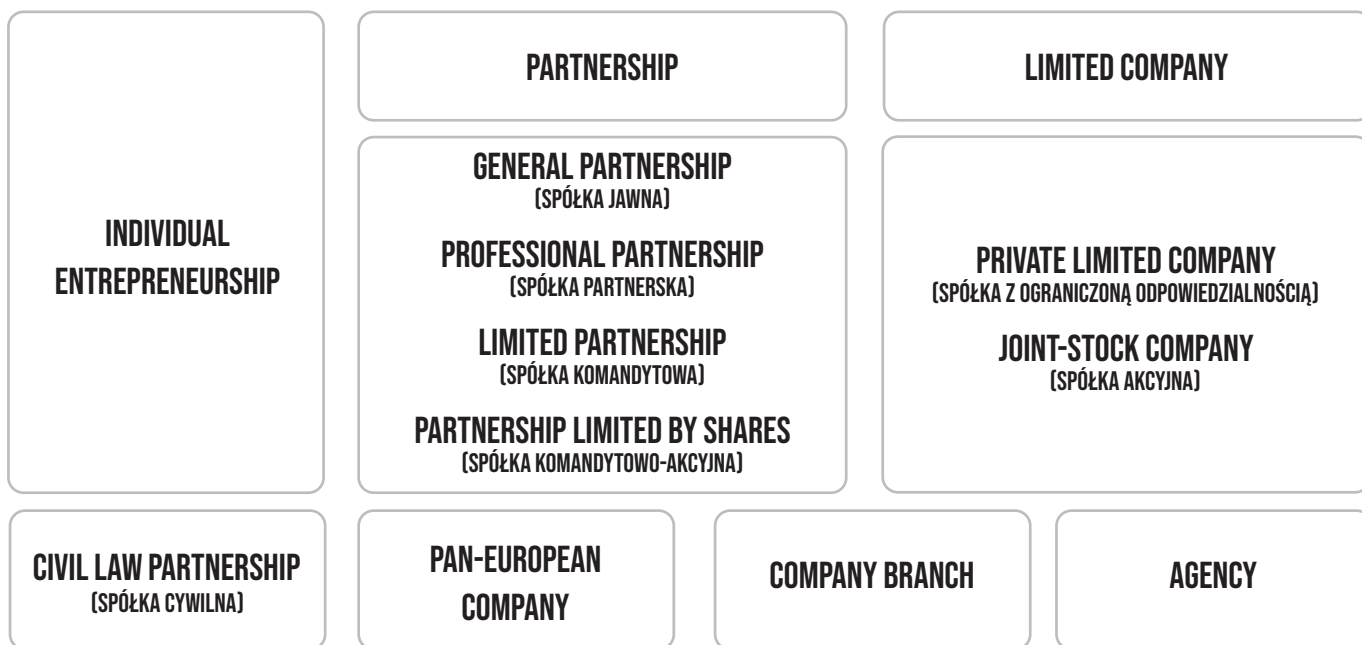 INDIVIDUAL
ENTREPRENEURSHIP
PARTNERSHIP
LIMITED COMPANY
GENERAL PARTNERSHIP
(SPÓŁKA JAWNA)
PROFESSIONAL PARTNERSHIP
(SPÓŁKA PARTNERSKA)
LIMITED PARTNERSHIP
(SPÓŁKA KOMANDYTOWA)
PARTNERSHIP LIMITED BY SHARES
(SPÓŁKA KOMANDYTOWO-AKCYJNA)
PRIVATE LIMITED COMPANY
(SPÓŁKA Z OGRANICZONĄ ODPOWIEDZIALNOŚCIĄ)
JOINT-STOCK COMPANY
(SPÓŁKA AKCYJNA)
CIVIL LAW PARTNERSHIP
(SPÓŁKA CYWILNA)
PAN-EUROPEAN
COMPANY
COMPANY BRANCH
AGENCY